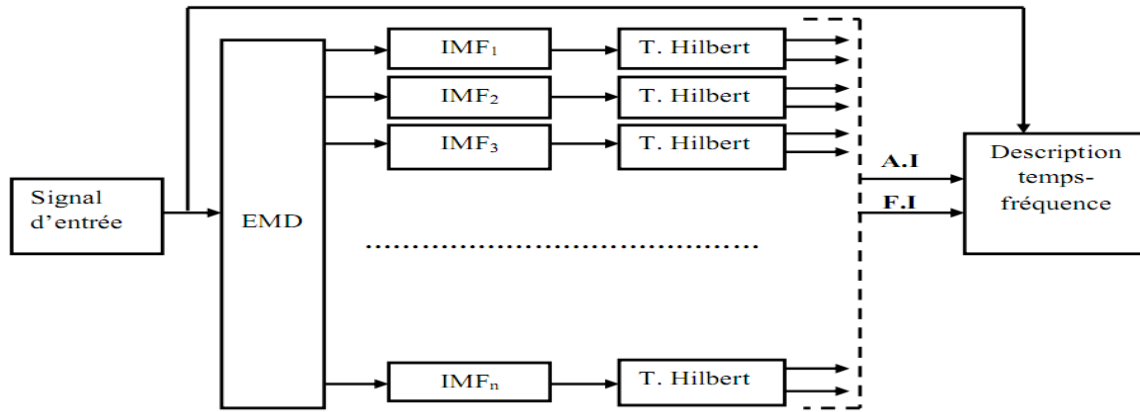 IMF₁
T. Hilbert
IMF₂
T. Hilbert
IMF₃
T. Hilbert
A.I
F.I
Description
temps-
fréquence
Signal
d’entrée
EMD
................................................
IMFₙ
T. Hilbert